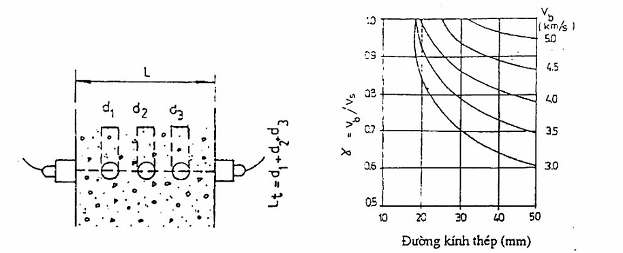 L
d1 d2 d3
Lt = d1 + d2 + d3
γ = Vb / Vs
1.0
0.9
0.8
0.7
0.6
0.5
10 20 30 40 50
Đường kính thép (mm)
Vb
(km/s)
5.0
4.5
4.0
3.5
3.0